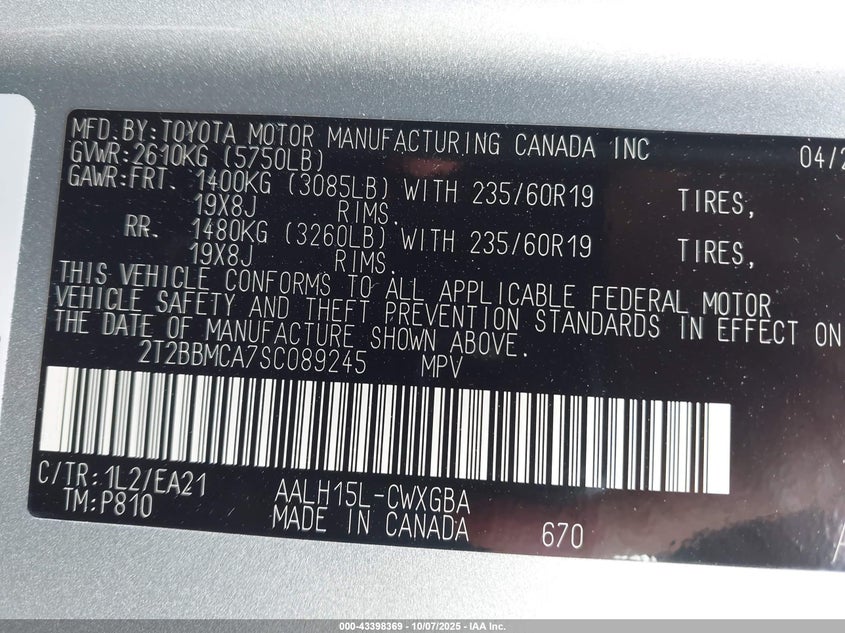 MFD.BY:TOYOTA MOTOR MANUFACTURING CANADA INC 04/2
GVWR:2610KG (5750LB)
GAWR:FRT. 1400KG (3085LB) WITH 235/60R19 TIRES,
19X8J RIMS.
RR. 1480KG (3260LB) WITH 235/60R19 TIRES,
19X8J RIMS.
THIS VEHICLE CONFORMS TO ALL APPLICABLE FEDERAL MOTOR
VEHICLE SAFETY AND THEFT PREVENTION STANDARDS IN EFFECT ON
THE DATE OF MANUFACTURE SHOWN ABOVE.
2T2BBMCA7SC089245 MPV
C/TR:1L2/EA21 AALH15L-CWXGBA
TM:P810 MADE IN CANADA 670
000-43398369 - 10/07/2025 - IAA Inc.